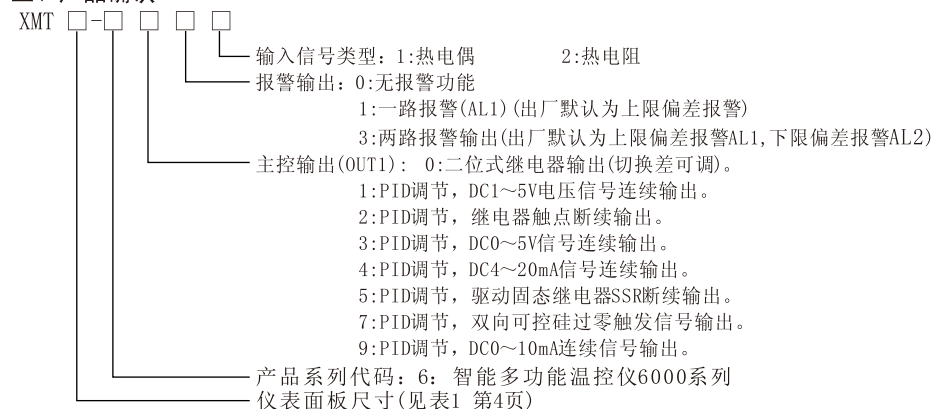 XMT □-□ □ □ □
输入信号类型：1:热电偶 2:热电阻
报警输出：0:无报警功能
1:一路报警(AL1)(出厂默认为上限偏差报警)
3:两路报警输出(出厂默认为上限偏差报警AL1,下限偏差报警AL2)
主控输出(OUT1)： 0:二位式继电器输出(切换差可调)。
1:PID调节，DC1～5V电压信号连续输出。
2:PID调节，继电器触点断续输出。
3:PID调节，DC0～5V信号连续输出。
4:PID调节，DC4～20mA信号连续输出。
5:PID调节，驱动固态继电器SSR断续输出。
7:PID调节，双向可控硅过零触发信号输出。
9:PID调节，DC0～10mA连续信号输出。
产品系列代码：6：智能多功能温控仪6000系列
仪表面板尺寸(见表1 第4页)